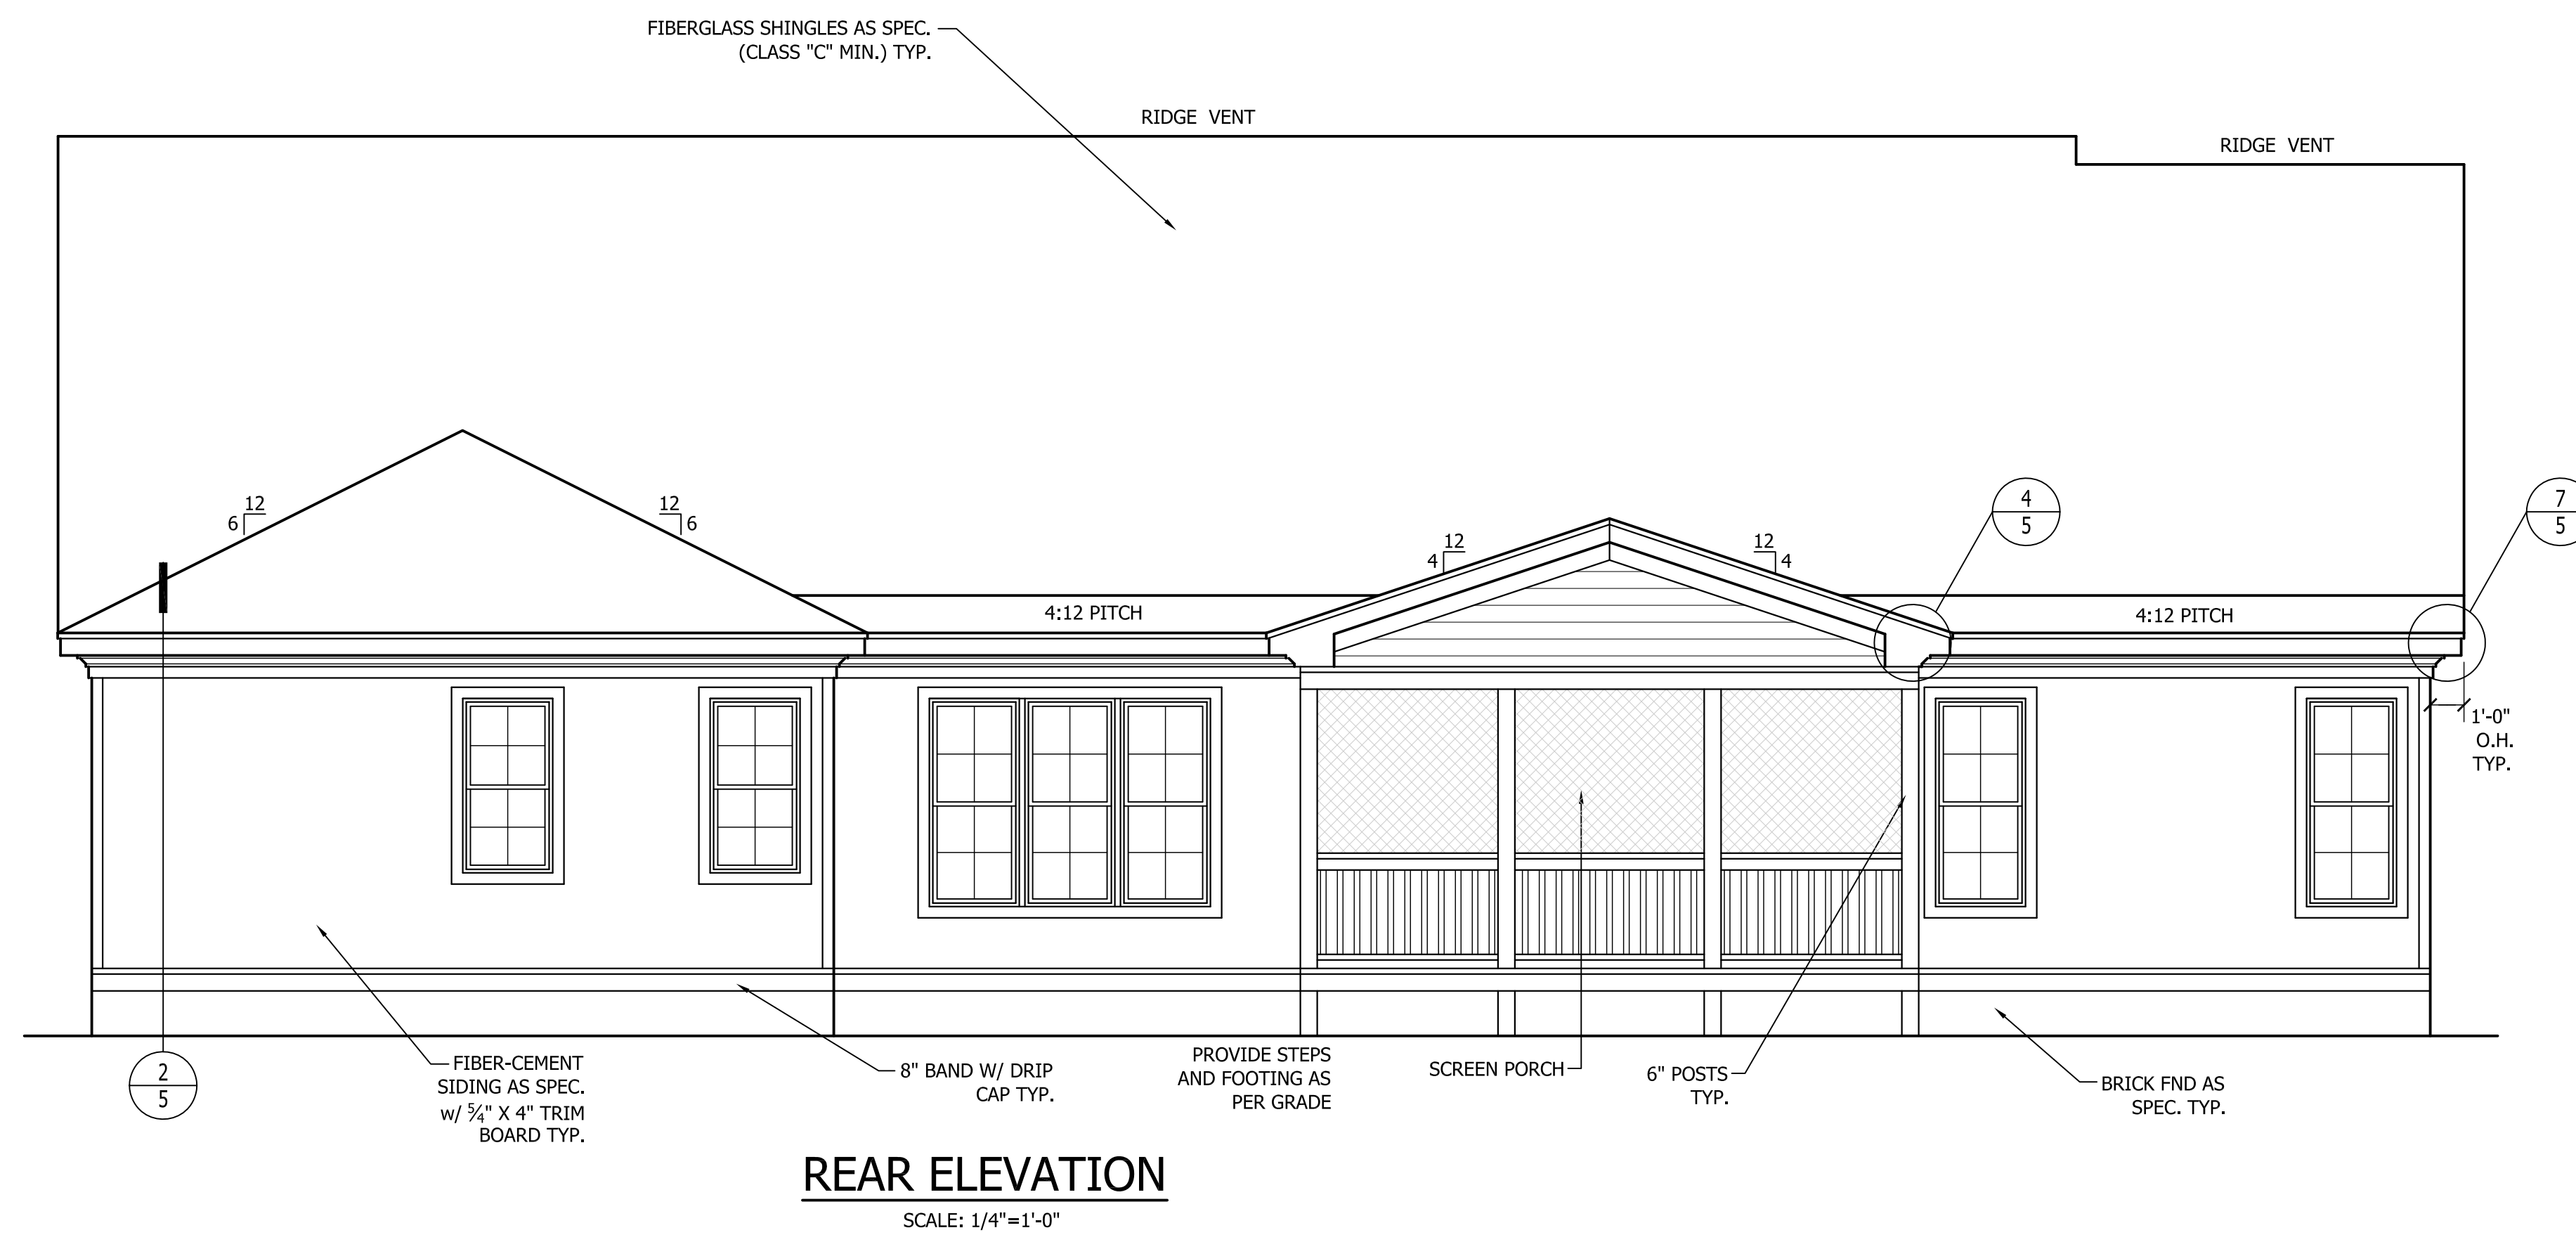 FIBERGLASS SHINGLES AS SPEC.
(CLASS "C" MIN.) TYP.
RIDGE VENT
RIDGE VENT
12
6
12
6
12
4
12
4
4
5
7
5
4:12 PITCH
4:12 PITCH
1'-0"
O.H.
TYP.
2
5
FIBER-CEMENT
SIDING AS SPEC.
w/ 5/4" X 4" TRIM
BOARD TYP.
8" BAND W/ DRIP
CAP TYP.
PROVIDE STEPS
AND FOOTING AS
PER GRADE
SCREEN PORCH
6" POSTS
TYP.
BRICK FND AS
SPEC. TYP.
REAR ELEVATION
SCALE: 1/4"=1'-0"